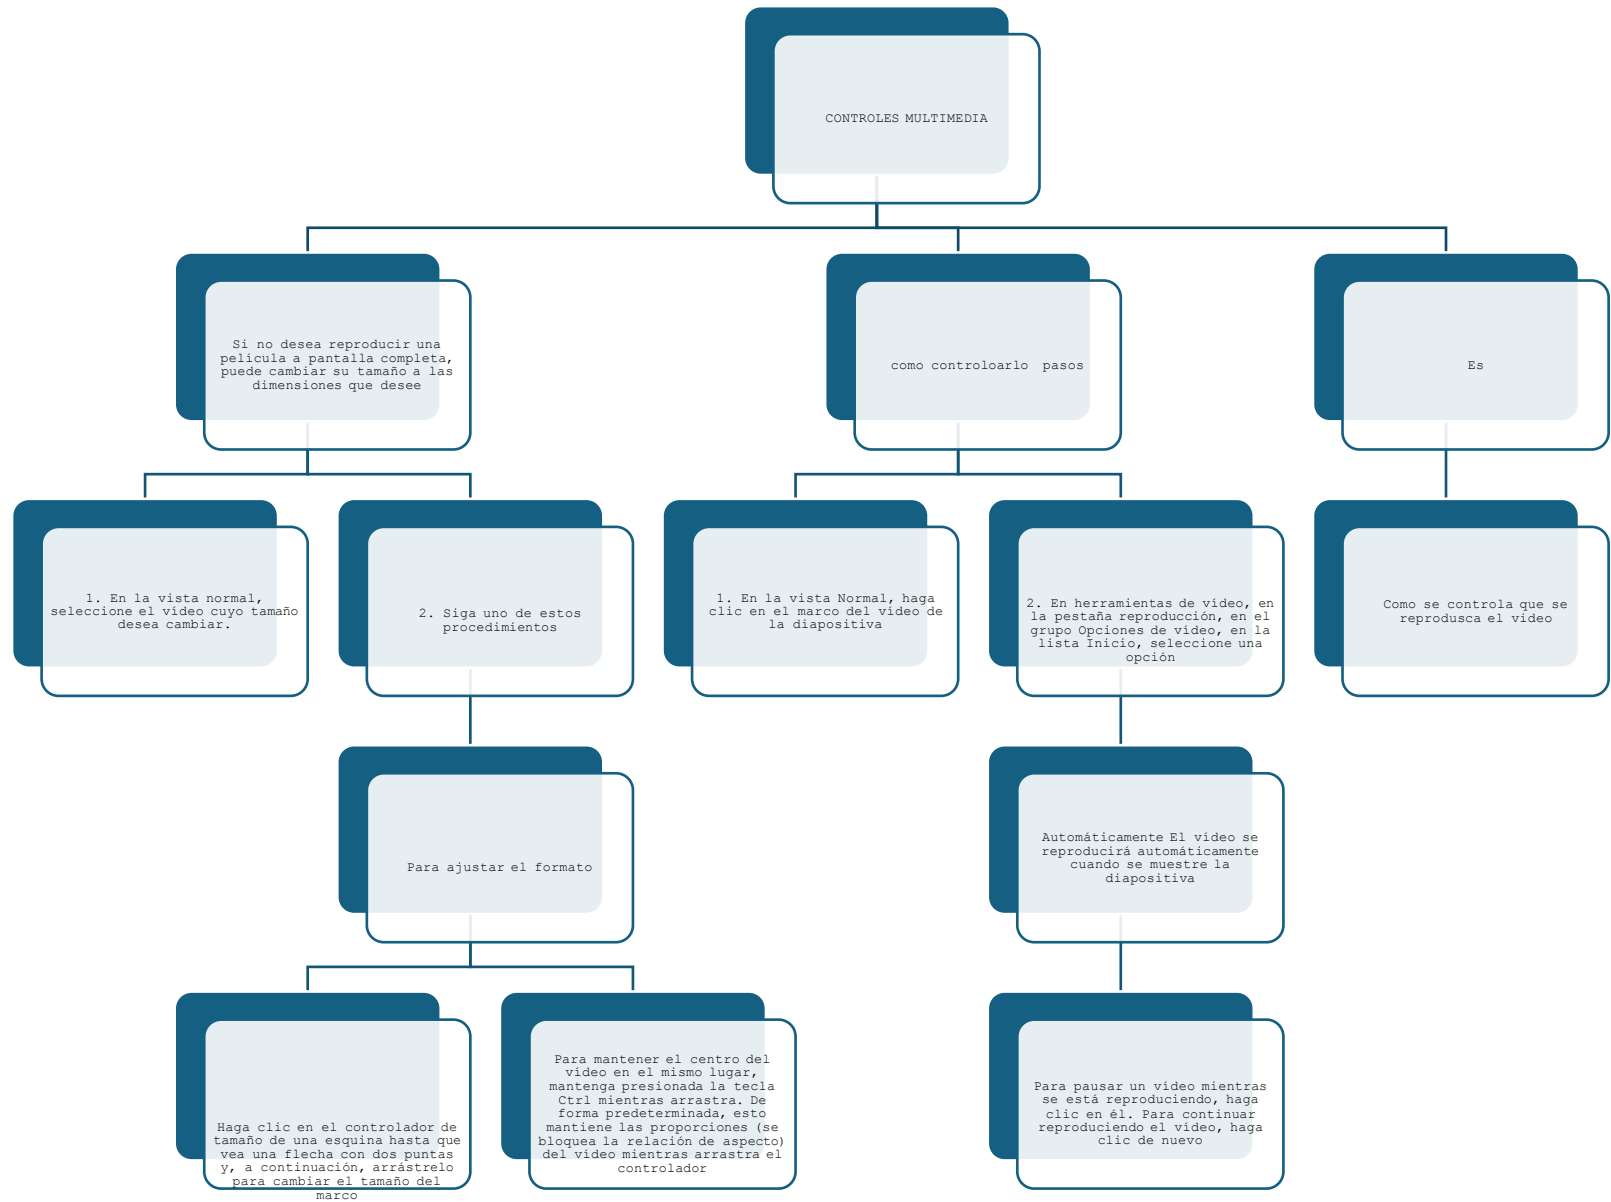 CONTROLES MULTIMEDIA
Si no desea reproducir una
película a pantalla completa,
puede cambiar su tamaño a las
dimensiones que desee
como controloarlo pasos
Es
1. En la vista normal,
seleccione el vídeo cuyo tamaño
desea cambiar.
2. Siga uno de estos
procedimientos
1. En la vista Normal, haga
clic en el marco del vídeo de
la diapositiva
2. En herramientas de vídeo, en
la pestaña reproducción, en el
grupo Opciones de vídeo, en la
lista Inicio, seleccione una
opción
Como se controla que se
reprodusca el video
Para ajustar el formato
Automáticamente El vídeo se
reproducirá automáticamente
cuando se muestre la
diapositiva
Haga clic en el controlador de
tamaño de una esquina hasta que
vea una flecha con dos puntas
y, a continuación, arrástrelo
para cambiar el tamaño del
marco
Para mantener el centro del
vídeo en el mismo lugar,
mantenga presionada la tecla
Ctrl mientras arrastra. De
forma predeterminada, esto
mantiene las proporciones (se
bloquea la relación de aspecto)
del vídeo mientras arrastra el
controlador
Para pausar un vídeo mientras
se está reproduciendo, haga
clic en él. Para continuar
reproduciendo el vídeo, haga
clic de nuevo